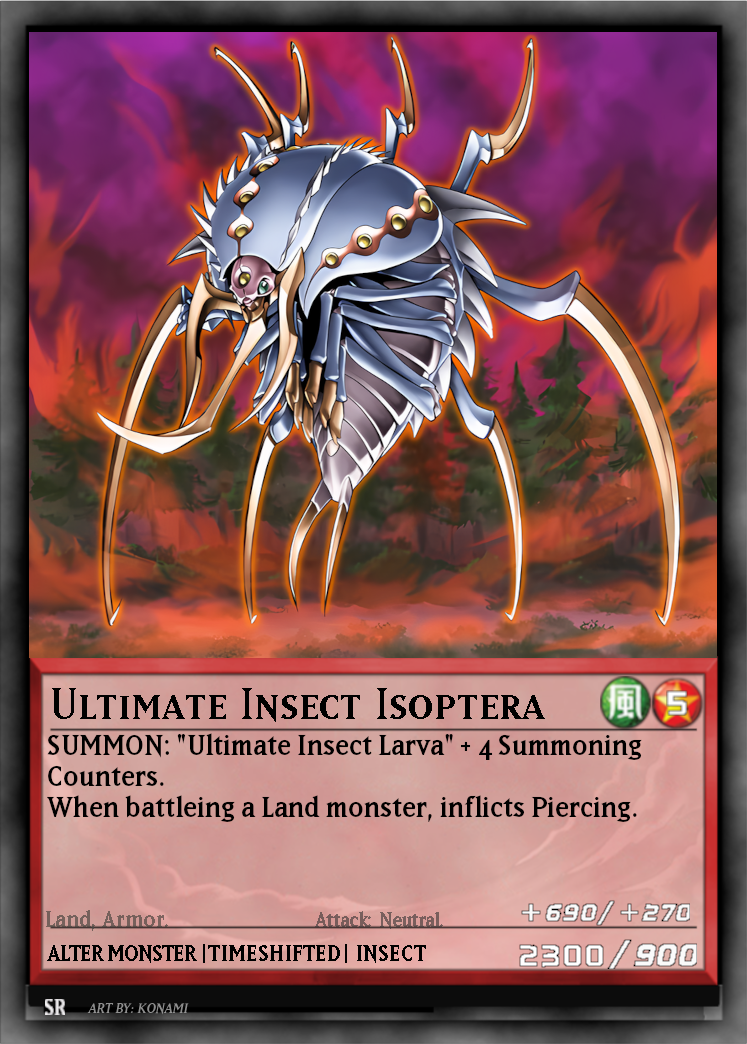 ULTIMATE INSECT ISOPTERA 風 5
SUMMON: "Ultimate Insect Larva" + 4 Summoning
Counters.
When battleing a Land monster, inflicts Piercing.
Land, Armor. Attack: Neutral. +690/ +270
ALTER MONSTER |TIMESHIFTED| INSECT 2300/900
SR ART BY: KONAMI